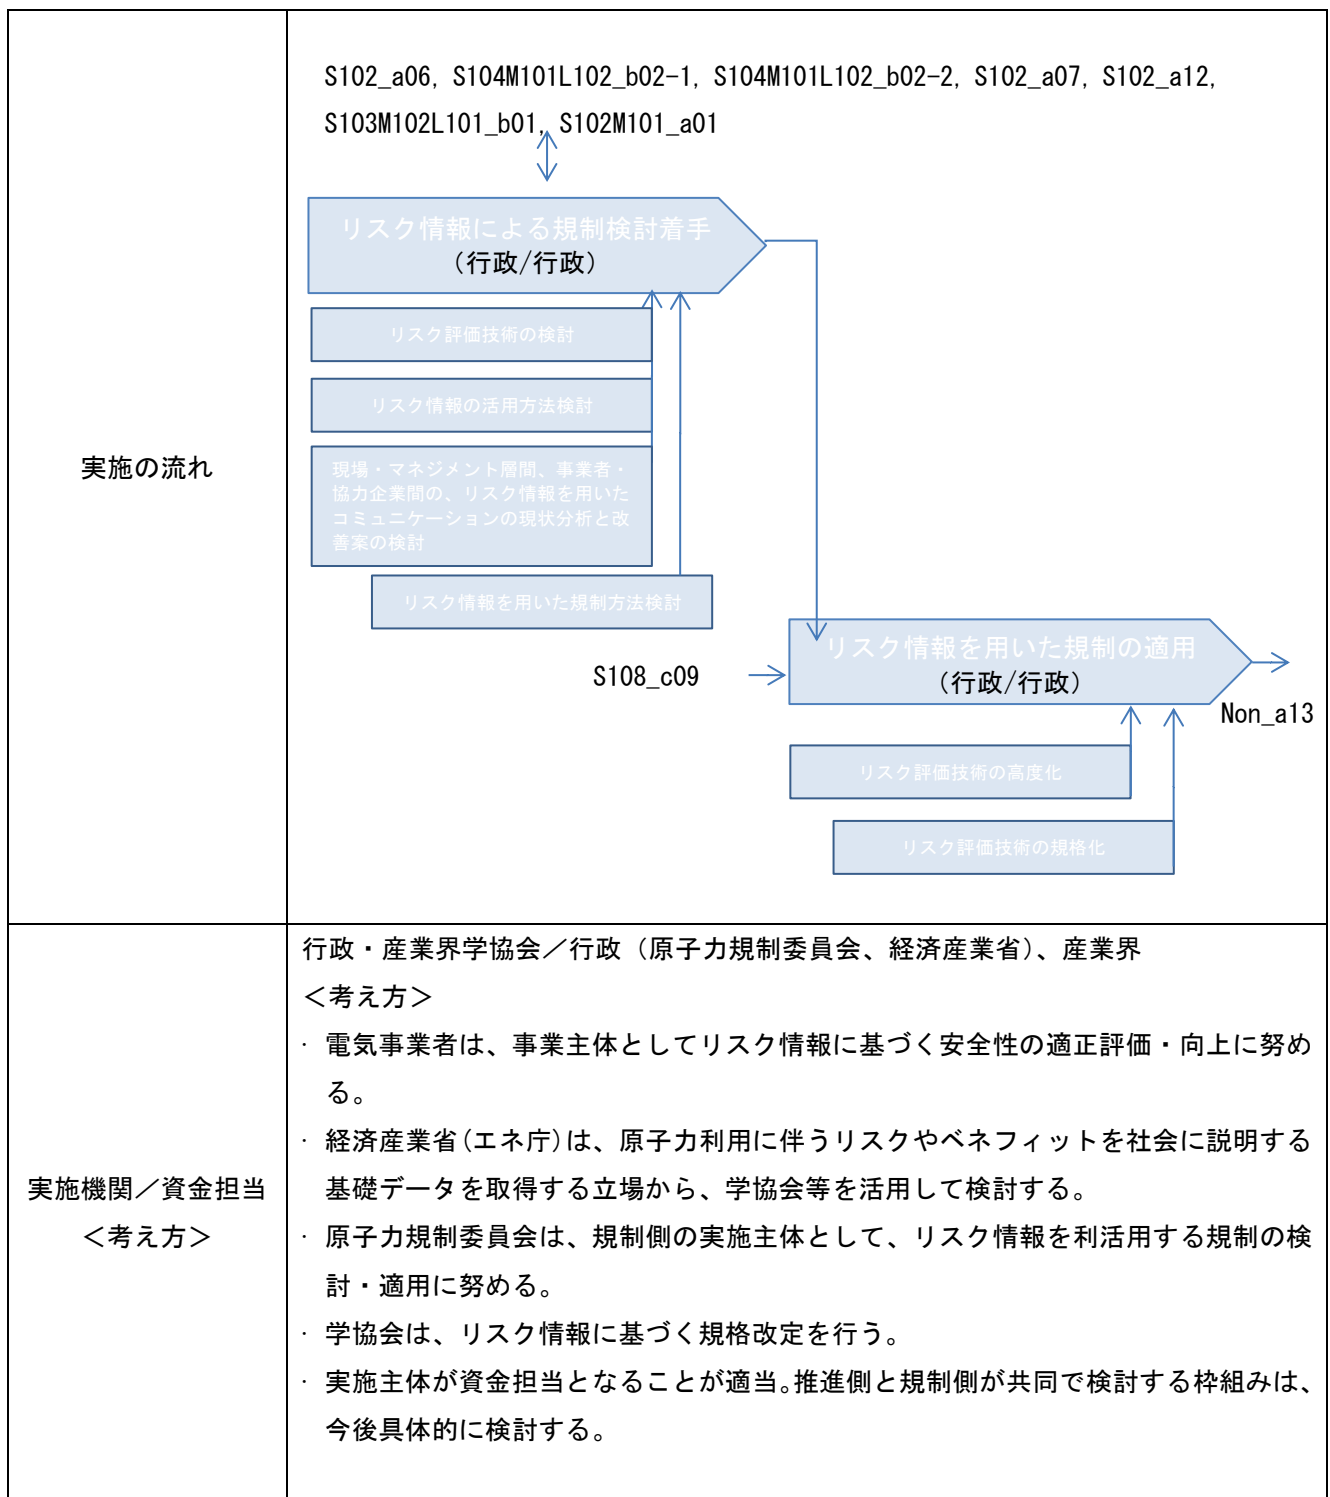 実施の流れ
S102_a06, S104M101L102_b02-1, S104M101L102_b02-2, S102_a07, S102_a12,
S103M102L101_b01, S102M101_a01
リスク情報による規制検討着手
（行政/行政）
リスク評価技術の検討
リスク情報の活用方法検討
現場・マネジメント層間、事業者・
協力企業間の、リスク情報を用いた
コミュニケーションの現状分析と改
善案の検討
リスク情報を用いた規制方法検討
リスク情報を用いた規制の適用
（行政/行政）
S108_c09
Non_a13
リスク評価技術の高度化
リスク評価技術の規格化
実施機関／資金担当
＜考え方＞
行政・産業界学協会／行政（原子力規制委員会、経済産業省）、産業界
＜考え方＞
· 電気事業者は、事業主体としてリスク情報に基づく安全性の適正評価・向上に努め
る。
· 経済産業省(エネ庁)は、原子力利用に伴うリスクやベネフィットを社会に説明する
基礎データを取得する立場から、学協会等を活用して検討する。
· 原子力規制委員会は、規制側の実施主体として、リスク情報を利活用する規制の検
討・適用に努める。
· 学協会は、リスク情報に基づく規格改定を行う。
· 実施主体が資金担当となることが適当。推進側と規制側が共同で検討する枠組みは、
今後具体的に検討する。